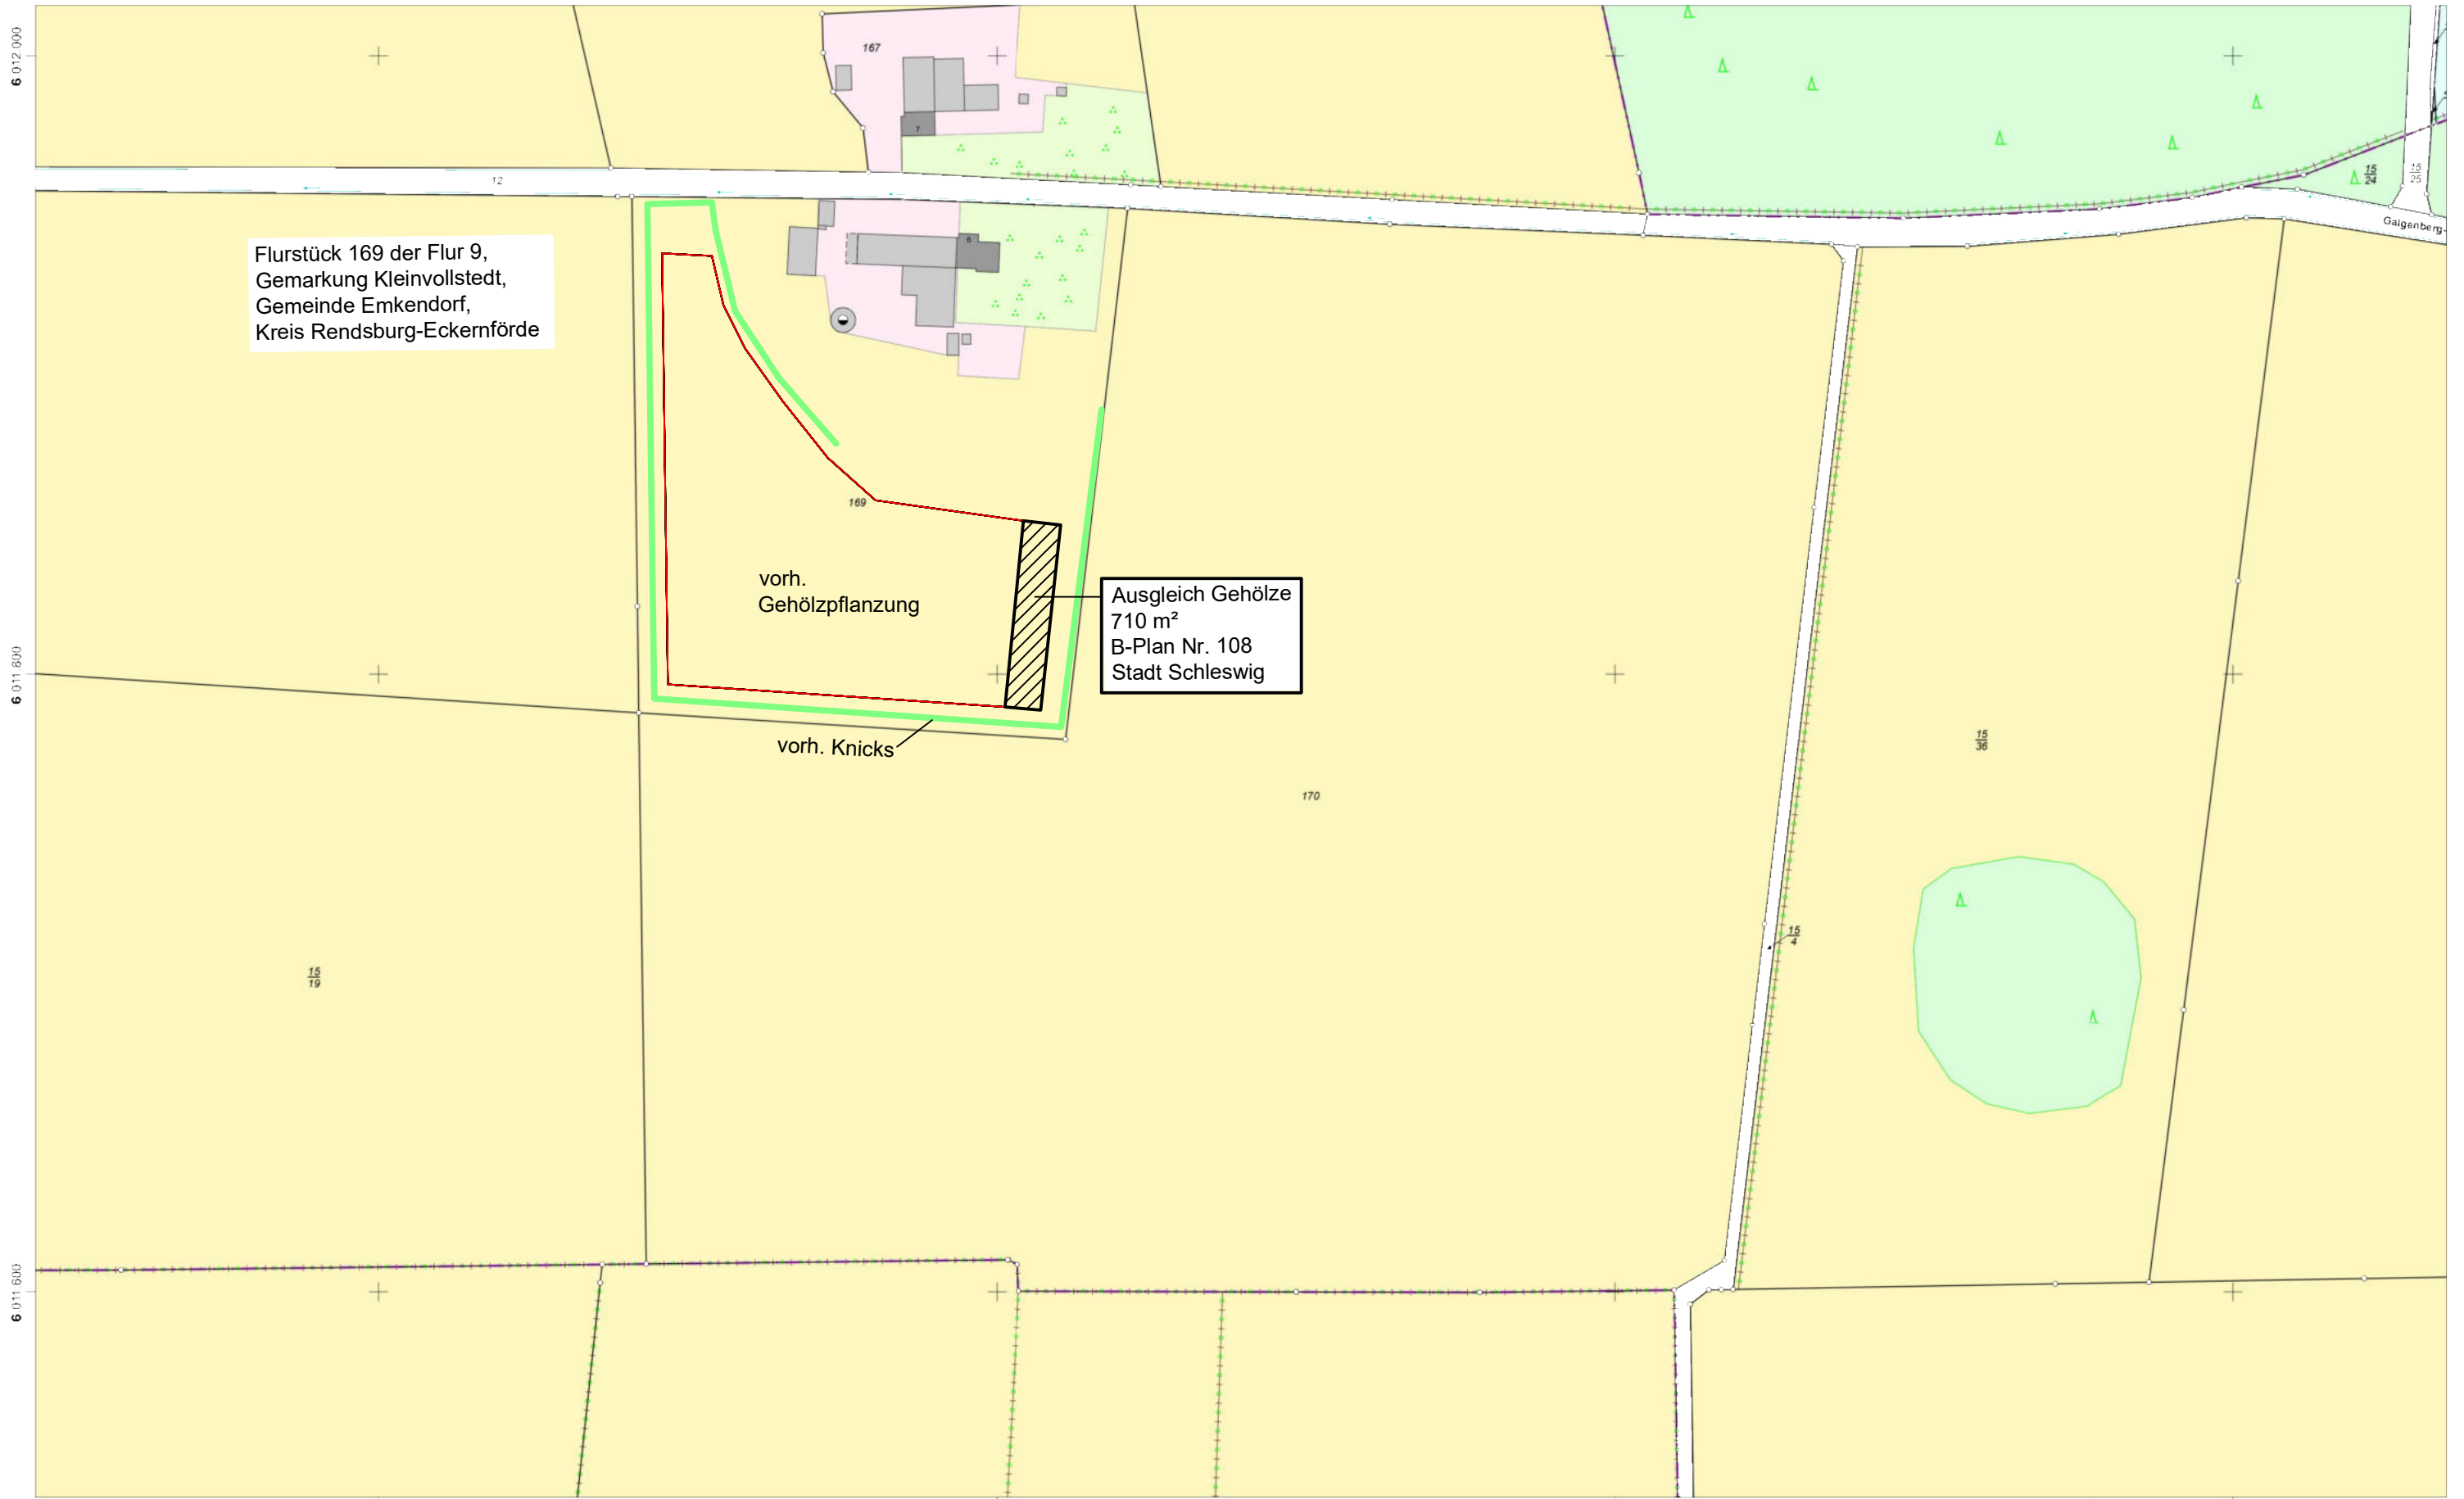 6 012 000
167
7
12
15
24
15
25
Galgenberg-
Flurstück 169 der Flur 9,
Gemarkung Kleinvollstedt,
Gemeinde Emkendorf,
Kreis Rendsburg-Eckernförde
6
169
vorh.
Gehölzpflanzung
Ausgleich Gehölze
710 m²
B-Plan Nr. 108
Stadt Schleswig
6 011 800
vorh. Knicks
15
36
170
15
4
15
19
6 011 600